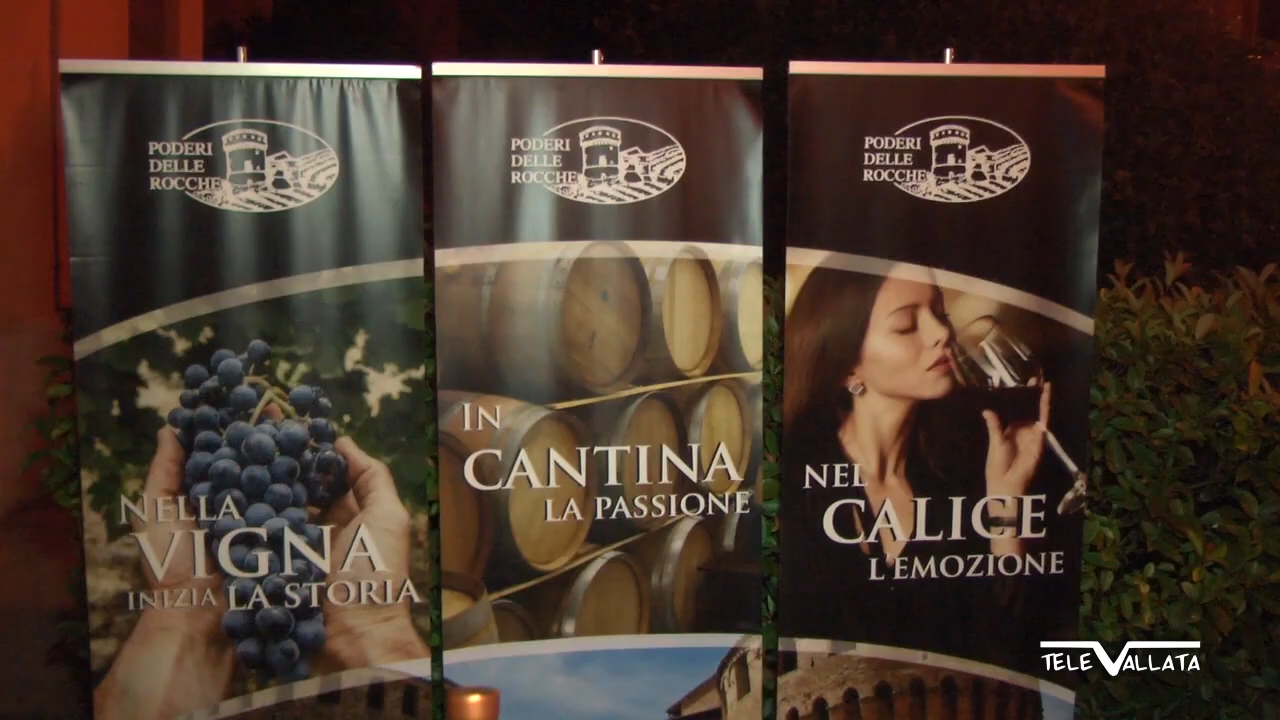 PODERI
DELLE
ROCCHE
NELLA
VIGNA
INIZIA LA STORIA
PODERI
DELLE
ROCCHE
IN
CANTINA
LA PASSIONE
PODERI
DELLE
ROCCHE
NEL
CALICE
L'EMOZIONE
TELEVALLATA